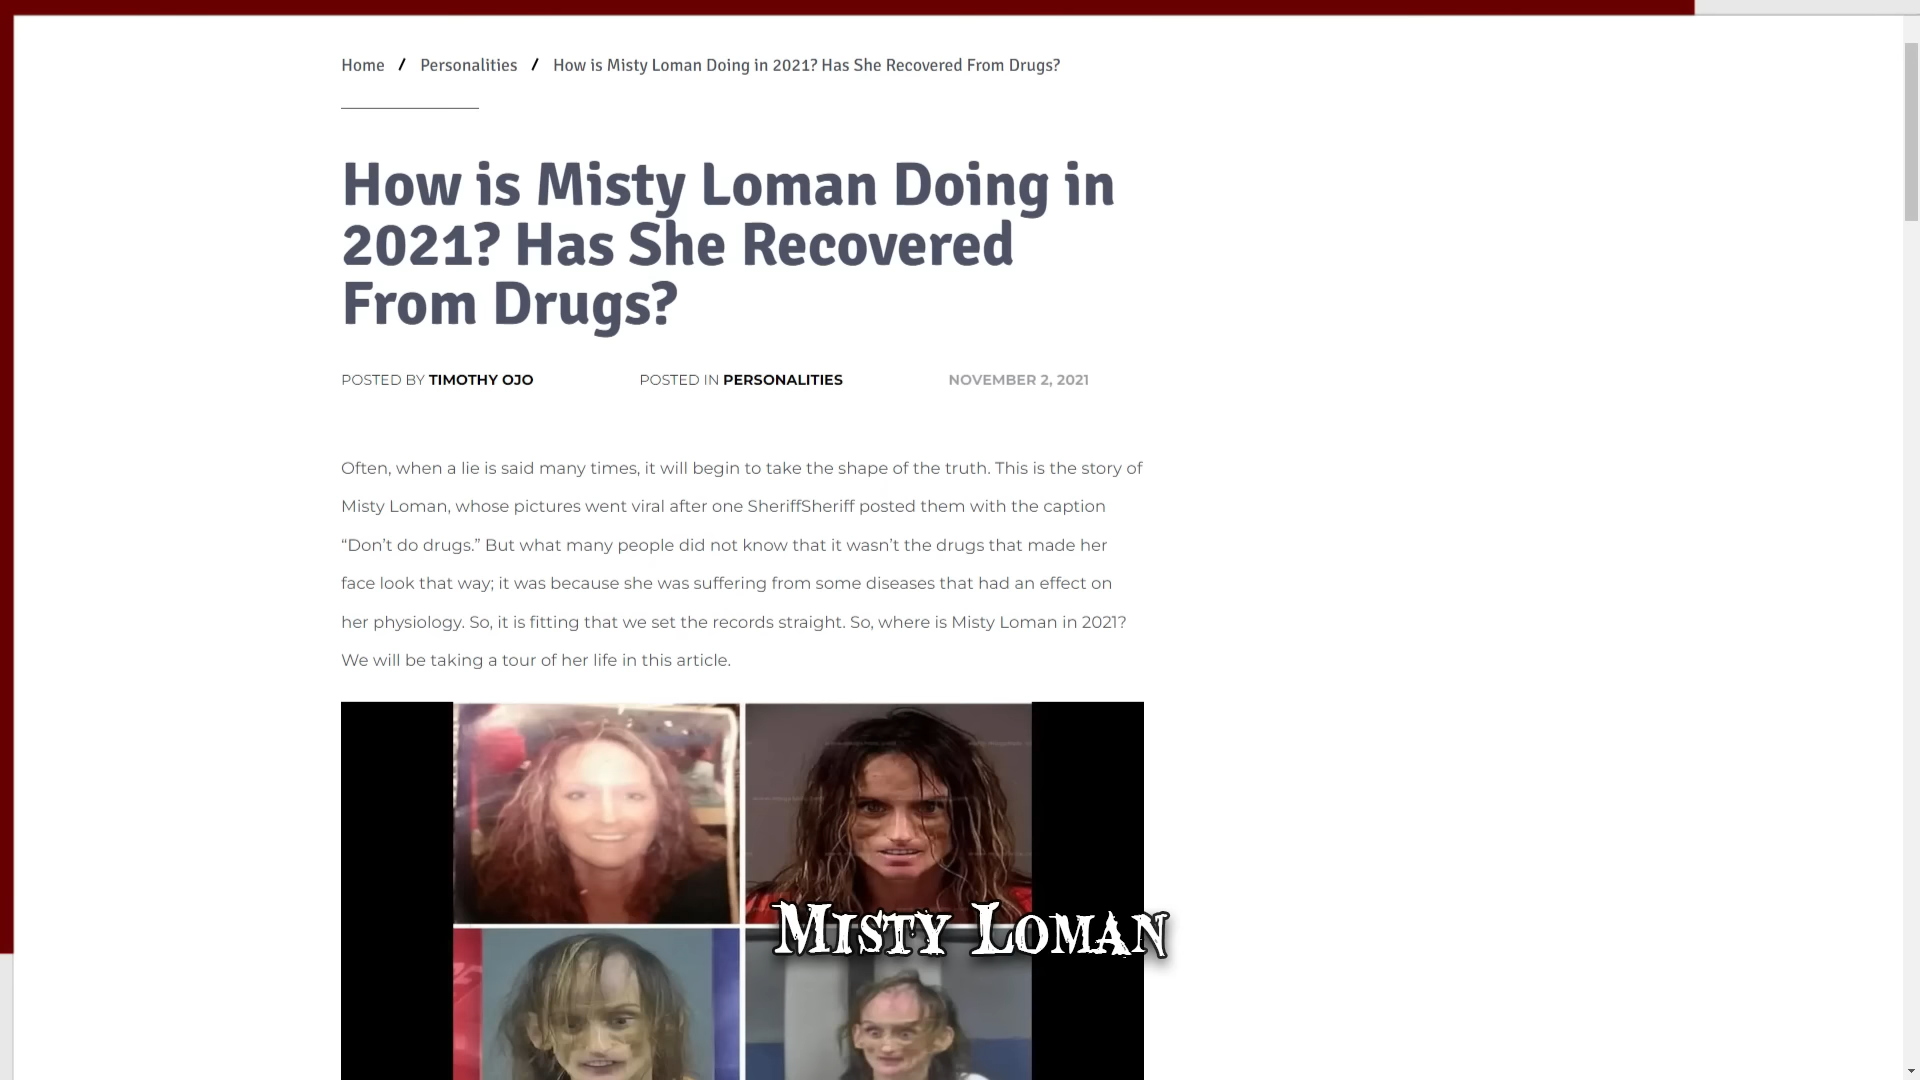 Home / Personalities / How is Misty Loman Doing in 2021? Has She Recovered From Drugs?
How is Misty Loman Doing in
2021? Has She Recovered
From Drugs?
POSTED BY TIMOTHY OJO POSTED IN PERSONALITIES NOVEMBER 2, 2021
Often, when a lie is said many times, it will begin to take the shape of the truth. This is the story of
Misty Loman, whose pictures went viral after one SheriffSheriff posted them with the caption
“Don’t do drugs.” But what many people did not know that it wasn’t the drugs that made her
face look that way; it was because she was suffering from some diseases that had an effect on
her physiology. So, it is fitting that we set the records straight. So, where is Misty Loman in 2021?
We will be taking a tour of her life in this article.
Misty Loman